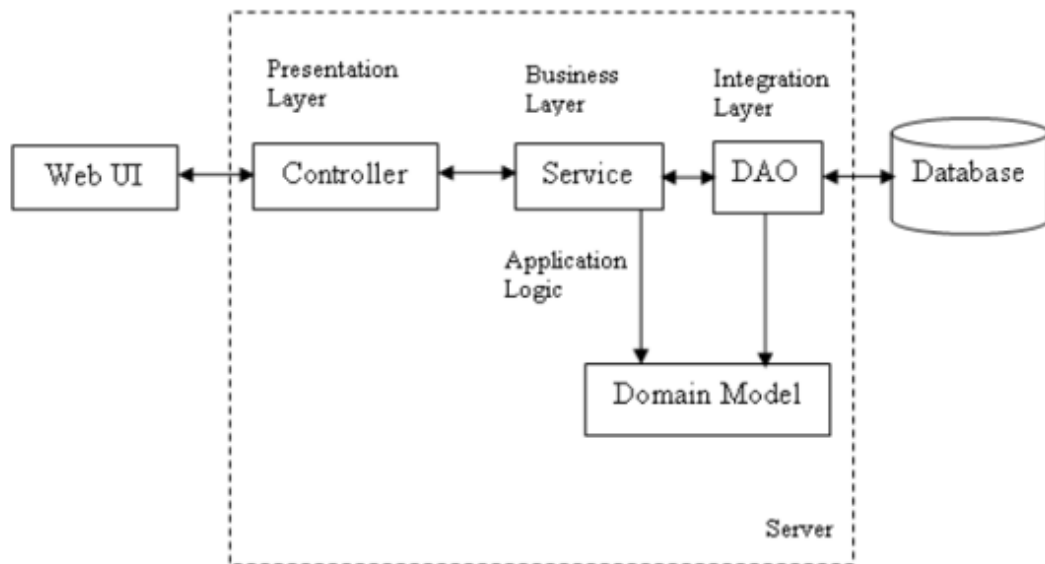 Presentation
Layer
Business
Layer
Integration
Layer
Web UI
Controller
Service
DAO
Database
Application
Logic
Domain Model
Server